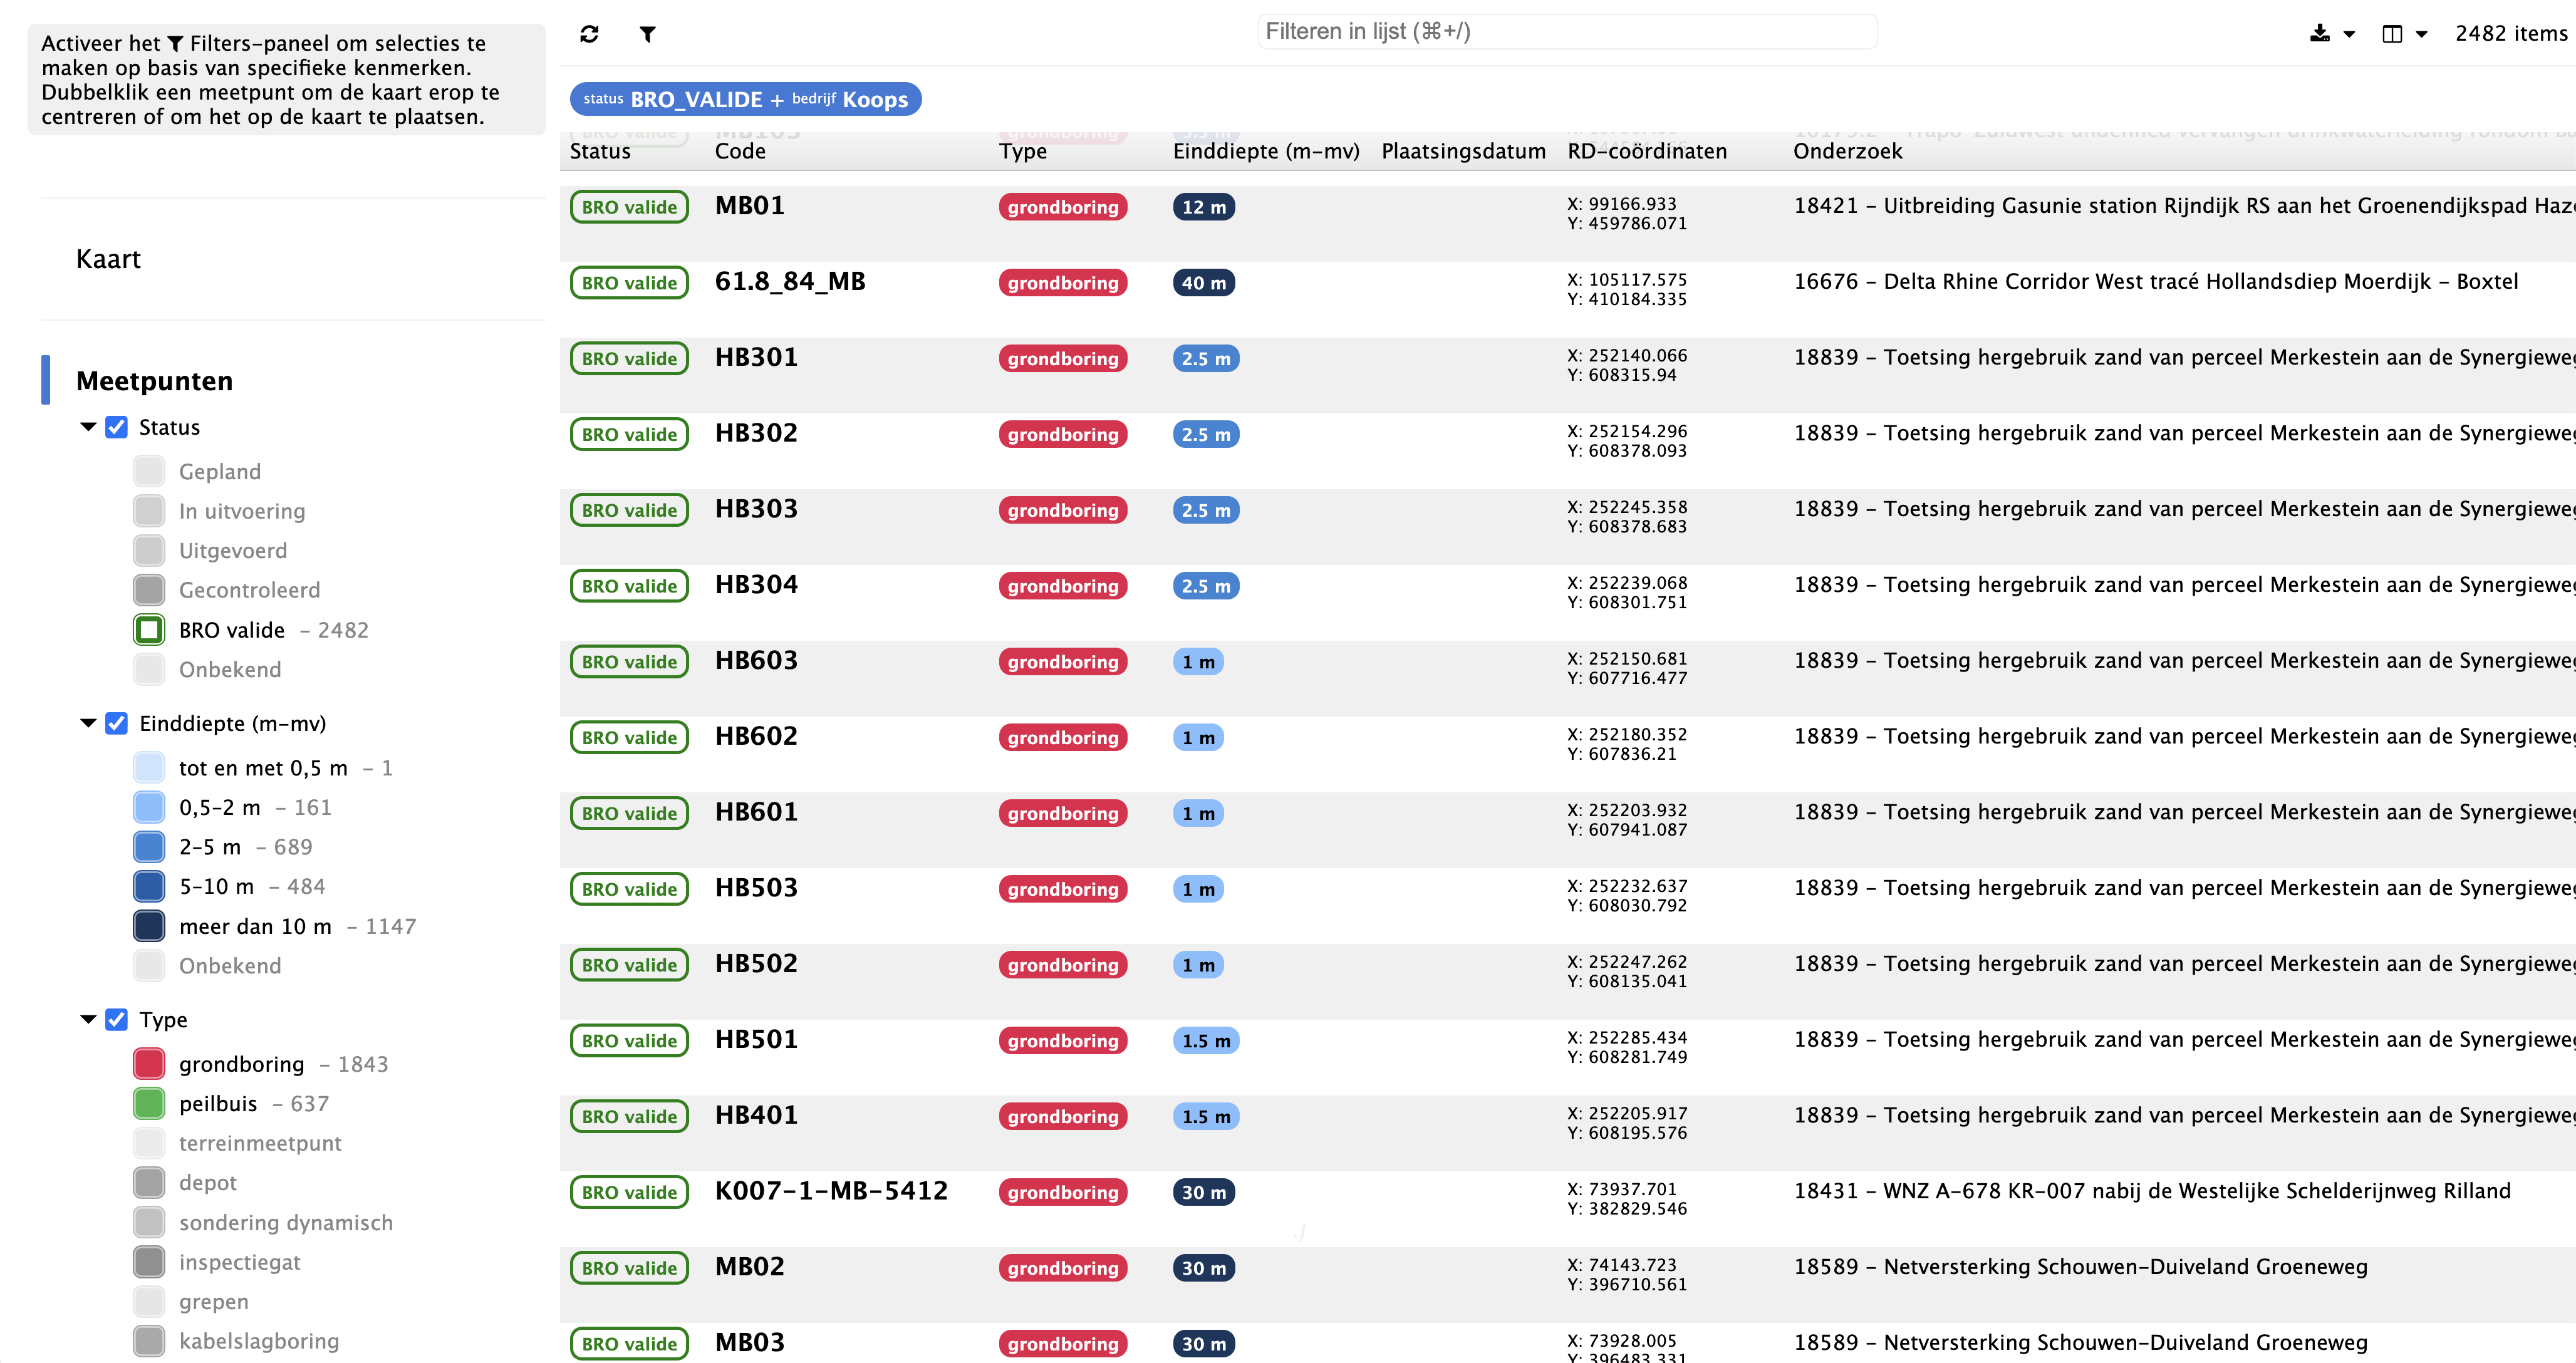 Activeer het Filters-paneel om selecties te
maken op basis van specifieke kenmerken.
Dubbelklik een meetpunt om de kaart erop te
centreren of om het op de kaart te plaatsen.
Kaart
Meetpunten
Status
Gepland
In uitvoering
Uitgevoerd
Gecontroleerd
BRO valide – 2482
Onbekend
Einddiepte (m-mv)
tot en met 0,5 m – 1
0,5-2 m – 161
2-5 m – 689
5-10 m – 484
meer dan 10 m – 1147
Onbekend
Type
grondboring – 1843
peilbuis – 637
terreinmeetpunt
depot
sondering dynamisch
inspectiegat
grepen
kabelslagboring
Filteren in lijst (⌘+/)
2482 items
status BRO_VALIDE + bedrijf Koops
Status Code Type Einddiepte (m-mv) Plaatsingsdatum RD-coördinaten Onderzoek
BRO valide MB01 grondboring 12 m X: 99166.933 18421 – Uitbreiding Gasunie station Rijndijk RS aan het Groenendijkspad Haz
Y: 459786.071
BRO valide 61.8_84_MB grondboring 40 m X: 105117.575 16676 – Delta Rhine Corridor West tracé Hollandsdiep Moerdijk – Boxtel
Y: 410184.335
BRO valide HB301 grondboring 2.5 m X: 252140.066 18839 – Toetsing hergebruik zand van perceel Merkestein aan de Synergieweg
Y: 608315.94
BRO valide HB302 grondboring 2.5 m X: 252154.296 18839 – Toetsing hergebruik zand van perceel Merkestein aan de Synergieweg
Y: 608378.093
BRO valide HB303 grondboring 2.5 m X: 252245.358 18839 – Toetsing hergebruik zand van perceel Merkestein aan de Synergieweg
Y: 608378.683
BRO valide HB304 grondboring 2.5 m X: 252239.068 18839 – Toetsing hergebruik zand van perceel Merkestein aan de Synergieweg
Y: 608301.751
BRO valide HB603 grondboring 1 m X: 252150.681 18839 – Toetsing hergebruik zand van perceel Merkestein aan de Synergieweg
Y: 607716.477
BRO valide HB602 grondboring 1 m X: 252180.352 18839 – Toetsing hergebruik zand van perceel Merkestein aan de Synergieweg
Y: 607836.21
BRO valide HB601 grondboring 1 m X: 252203.932 18839 – Toetsing hergebruik zand van perceel Merkestein aan de Synergieweg
Y: 607941.087
BRO valide HB503 grondboring 1 m X: 252232.637 18839 – Toetsing hergebruik zand van perceel Merkestein aan de Synergieweg
Y: 608030.792
BRO valide HB502 grondboring 1 m X: 252247.262 18839 – Toetsing hergebruik zand van perceel Merkestein aan de Synergieweg
Y: 608135.041
BRO valide HB501 grondboring 1.5 m X: 252285.434 18839 – Toetsing hergebruik zand van perceel Merkestein aan de Synergieweg
Y: 608281.749
BRO valide HB401 grondboring 1.5 m X: 252205.917 18839 – Toetsing hergebruik zand van perceel Merkestein aan de Synergieweg
Y: 608195.576
BRO valide K007-1-MB-5412 grondboring 30 m X: 73937.701 18431 – WNZ A-678 KR-007 nabij de Westelijke Schelderijnweg Rilland
Y: 382829.546
BRO valide MB02 grondboring 30 m X: 74143.723 18589 – Netversterking Schouwen-Duiveland Groeneweg
Y: 396710.561
BRO valide MB03 grondboring 30 m X: 73928.005 18589 – Netversterking Schouwen-Duiveland Groeneweg
Y: 396483.331